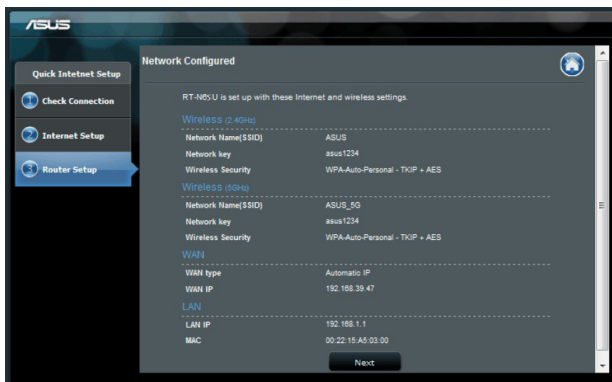 ASUS
Quick Intetnet Setup
1 Check Connection
2 Internet Setup
3 Router Setup
Network Configured
RT-N65U is set up with these Internet and wireless settings.
Wireless (2.4GHz)
Network Name(SSID) ASUS
Network key asus1234
Wireless Security WPA-Auto-Personal - TKIP + AES
Wireless (5GHz)
Network Name(SSID) ASUS_5G
Network key asus1234
Wireless Security WPA-Auto-Personal - TKIP + AES
WAN
WAN type Automatic IP
WAN IP 192.168.39.47
LAN
LAN IP 192.168.1.1
MAC 00:22:15:A5:03:00
Next